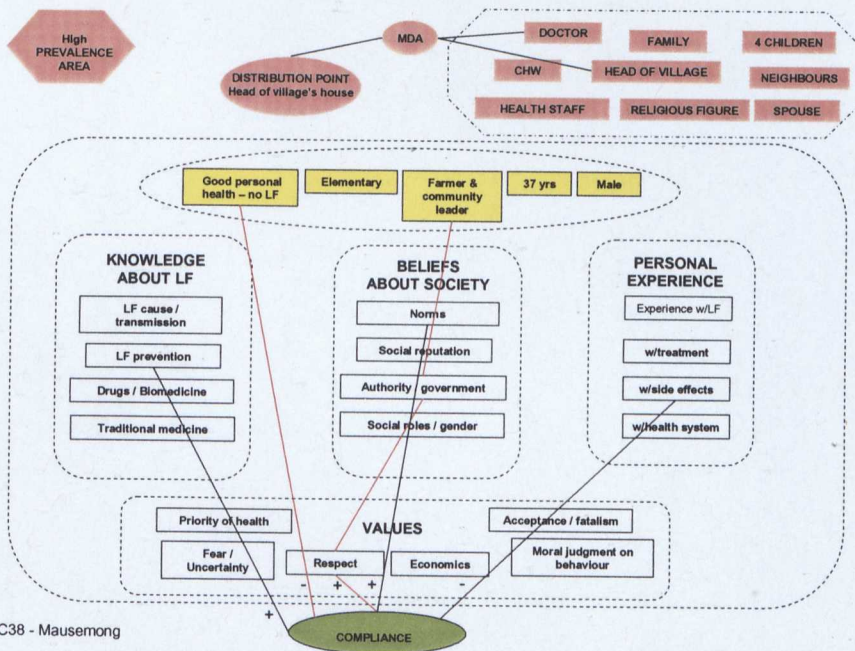 High
PREVALENCE
AREA
MDA
DISTRIBUTION POINT
Head of village's house
DOCTOR
FAMILY
4 CHILDREN
CHW
HEAD OF VILLAGE
NEIGHBOURS
HEALTH STAFF
RELIGIOUS FIGURE
SPOUSE
Good personal
health – no LF
Elementary
Farmer &
community
leader
37 yrs
Male
KNOWLEDGE
ABOUT LF
LF cause /
transmission
LF prevention
Drugs / Biomedicine
Traditional medicine
BELIEFS
ABOUT SOCIETY
Norms
Social reputation
Authority / government
Social roles / gender
PERSONAL
EXPERIENCE
Experience w/LF
w/treatment
w/side effects
w/health system
VALUES
Priority of health
Acceptance / fatalism
Fear /
Uncertainty
Respect
Economics
Moral judgment on
behaviour
- + + -
+
COMPLIANCE
C38 - Mausemong